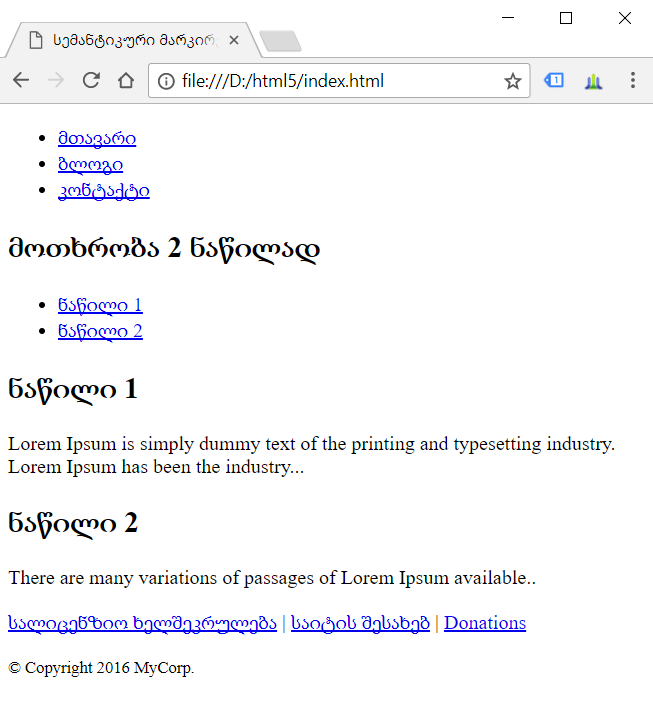 სემანტიკური მარკირ
file:///D:/html5/index.html
1
მთავარი
ბლოგი
კონტაქტი
მოთხრობა 2 ნაწილად
ნაწილი 1
ნაწილი 2
ნაწილი 1
Lorem Ipsum is simply dummy text of the printing and typesetting industry.
Lorem Ipsum has been the industry...
ნაწილი 2
There are many variations of passages of Lorem Ipsum available..
სალიცენზიო ხელშეკრულება | საიტის შესახებ | Donations
© Copyright 2016 MyCorp.